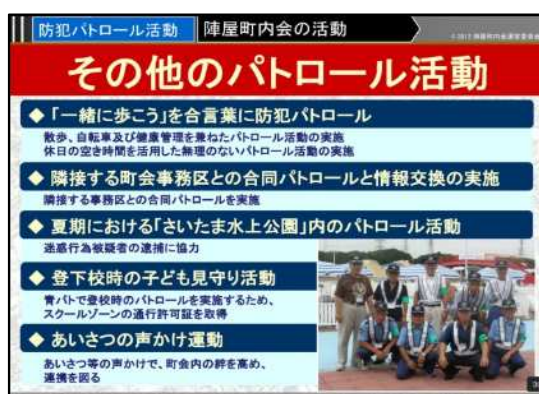 防犯パトロール活動
陣屋町内会の活動
その他のパトロール活動
◆「一緒に歩こう」を合言葉に防犯パトロール
散歩、自転車及び健康管理を兼ねたパトロール活動の実施
休日の空き時間を活用した無理のないパトロール活動の実施
◆ 隣接する町会事務区との合同パトロールと情報交換の実施
隣接する事務区との合同パトロールを実施
◆ 夏期における「さいたま水上公園」内のパトロール活動
迷惑行為被疑者の逮捕に協力
◆ 登下校時の子ども見守り活動
青パトで登校時のパトロールを実施するため、
スクールゾーンの通行許可証を取得
◆ あいさつの声かけ運動
あいさつ等の声かけで、町会内の絆を高め、
連携を図る